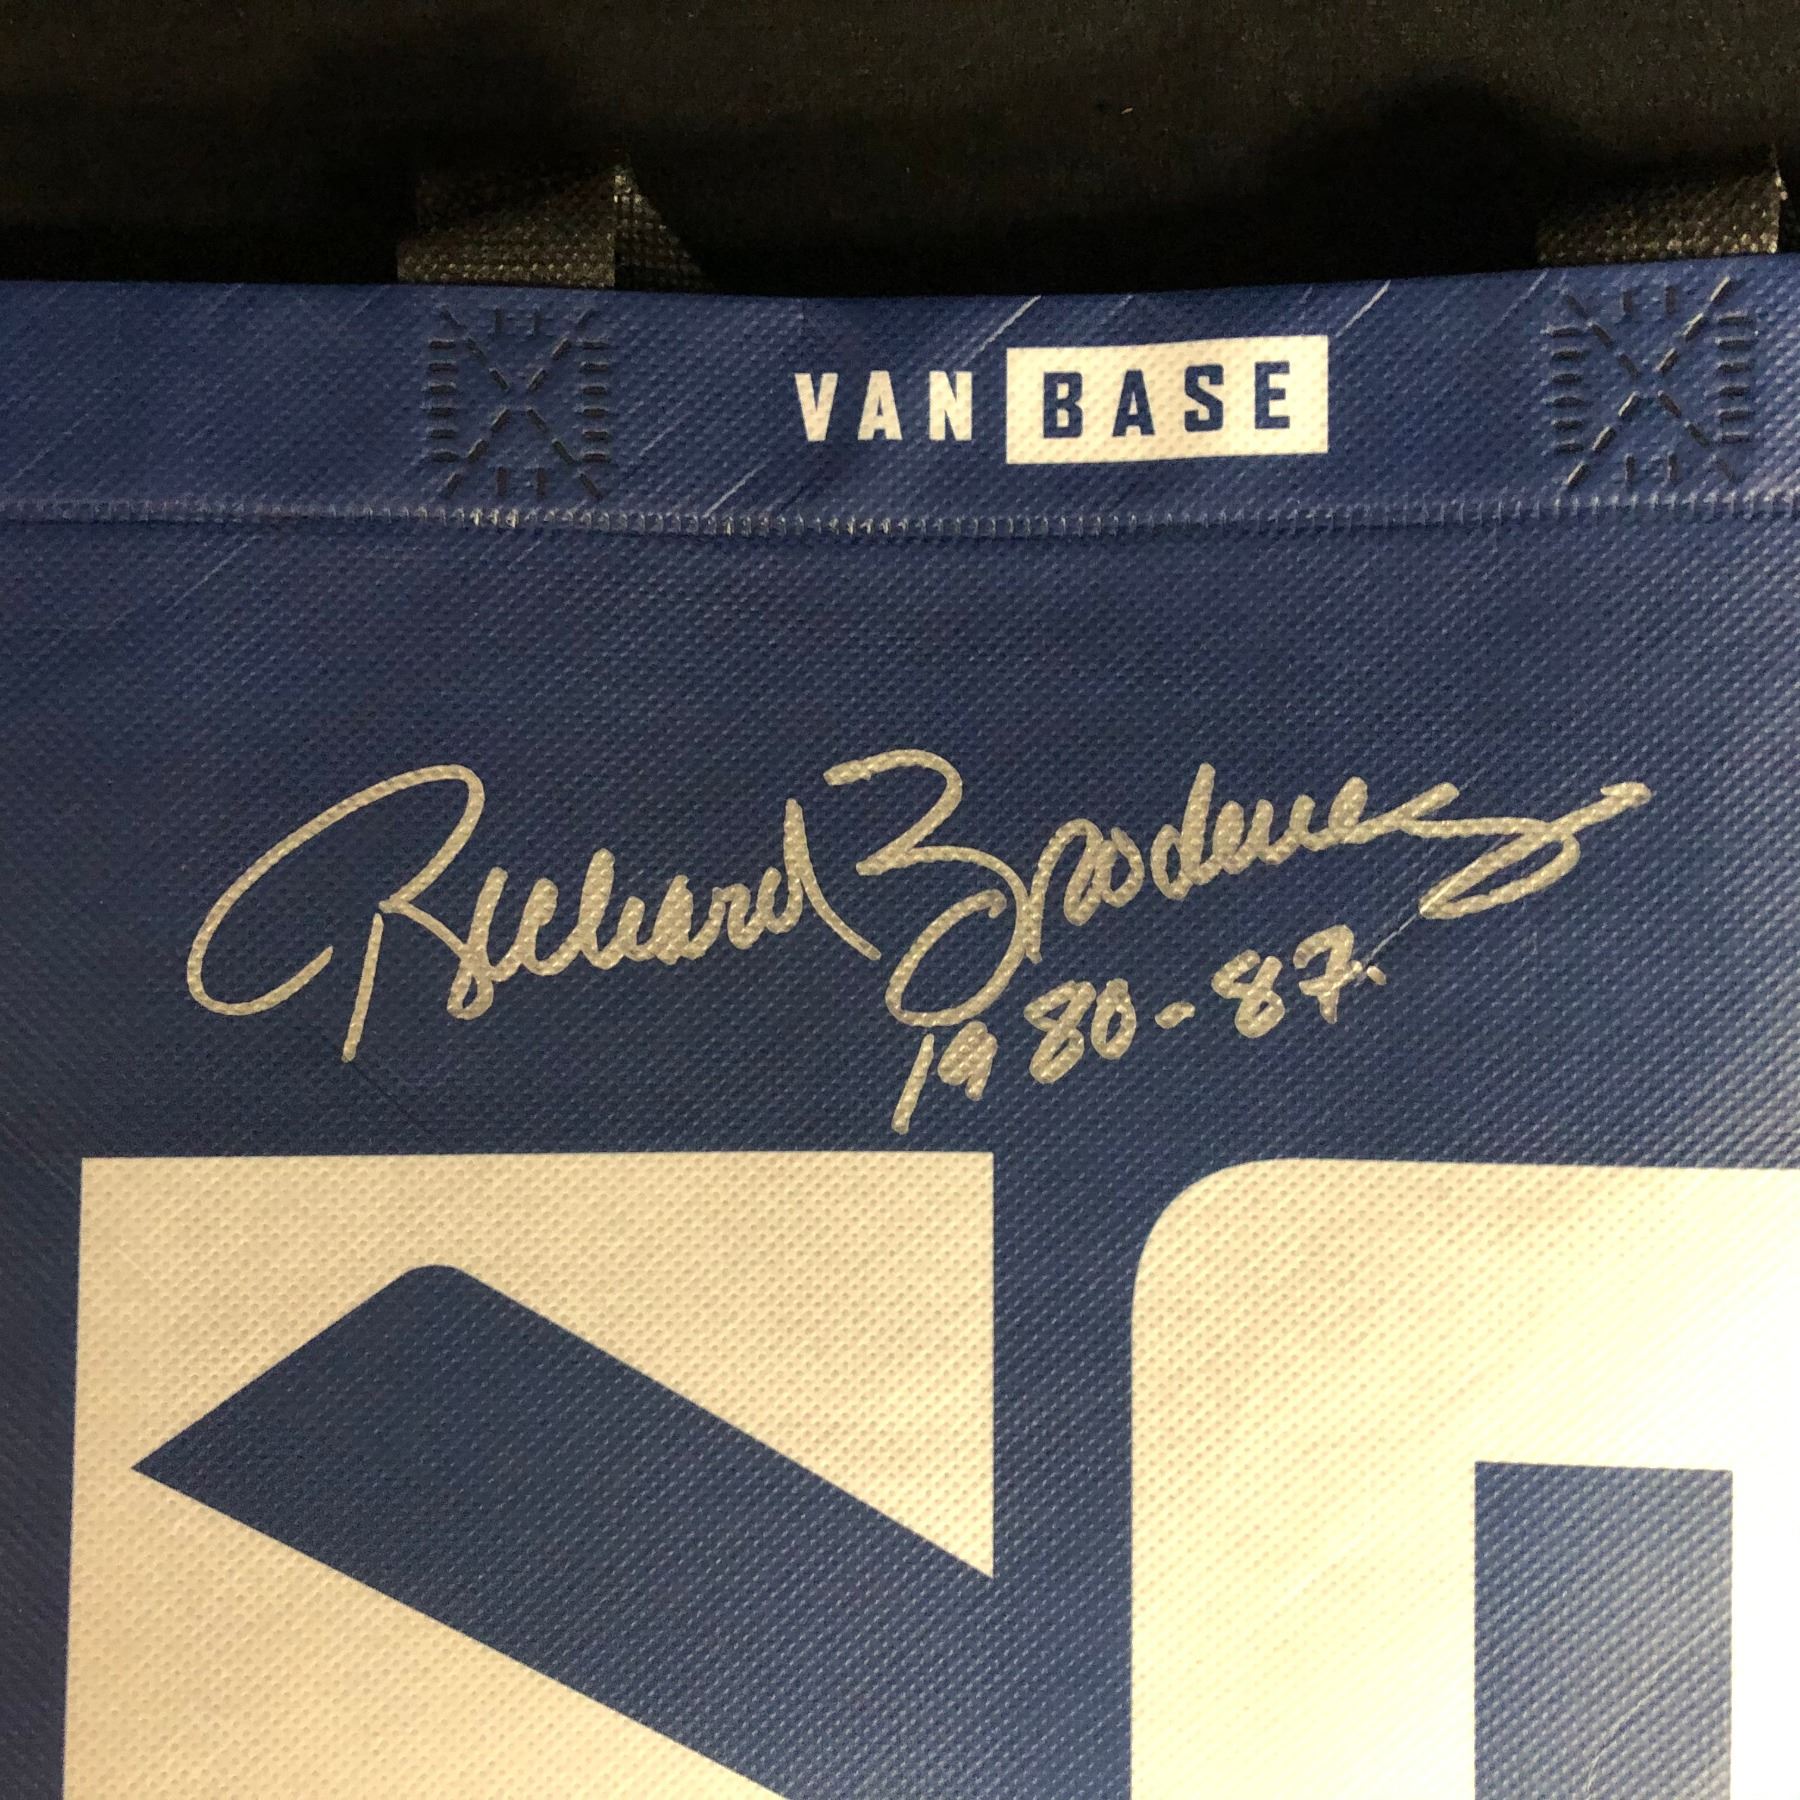 VAN BASE
Richard Brodeur
1980-87.